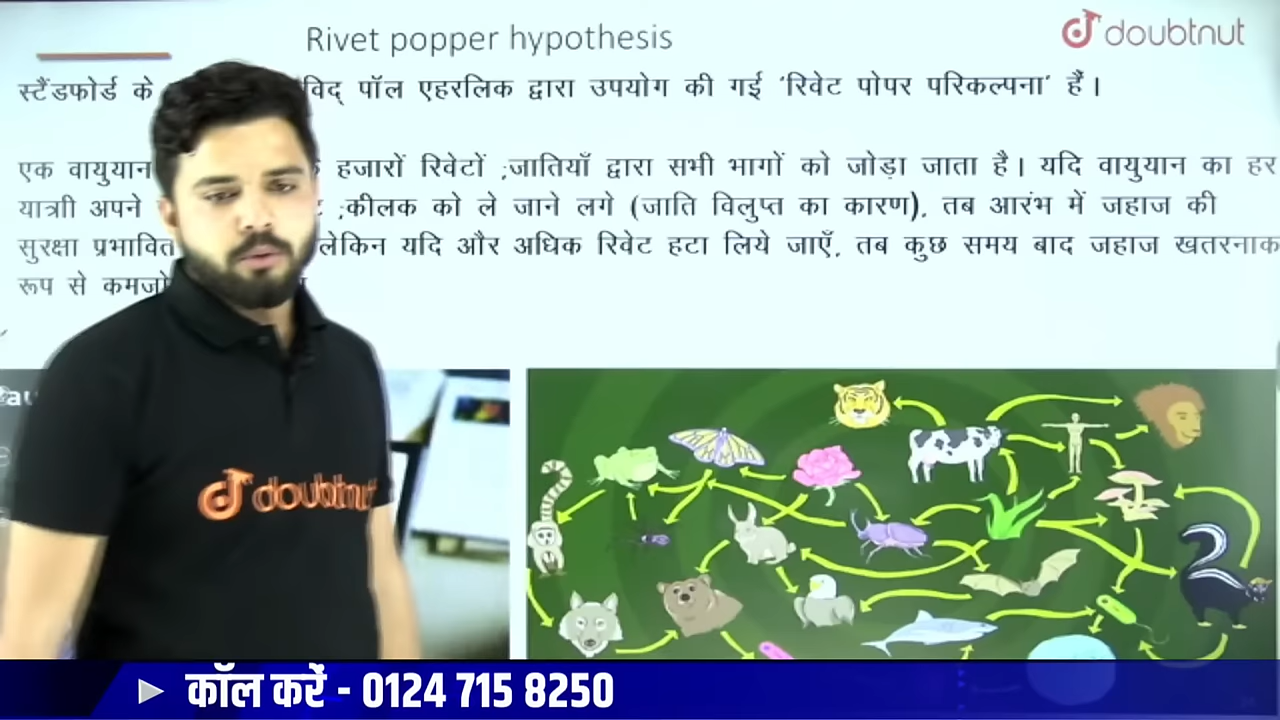 Rivet popper hypothesis
doubtnut
स्टैंडफोर्ड के विद् पॉल एहरलिक द्वारा उपयोग की गई 'रिवेट पोपर परिकल्पना' हैं।
एक वायुयान हजारों रिवेटों ;जातियाँ द्वारा सभी भागों को जोड़ा जाता है। यदि वायुयान का हर
यात्राी अपने ;कीलक को ले जाने लगे (जाति विलुप्त का कारण), तब आरंभ में जहाज की
सुरक्षा प्रभावित लेकिन यदि और अधिक रिवेट हटा लिये जाएँ, तब कुछ समय बाद जहाज खतरनाक
रूप से कमजो
doubtnut
कॉल करें - 0124 715 8250